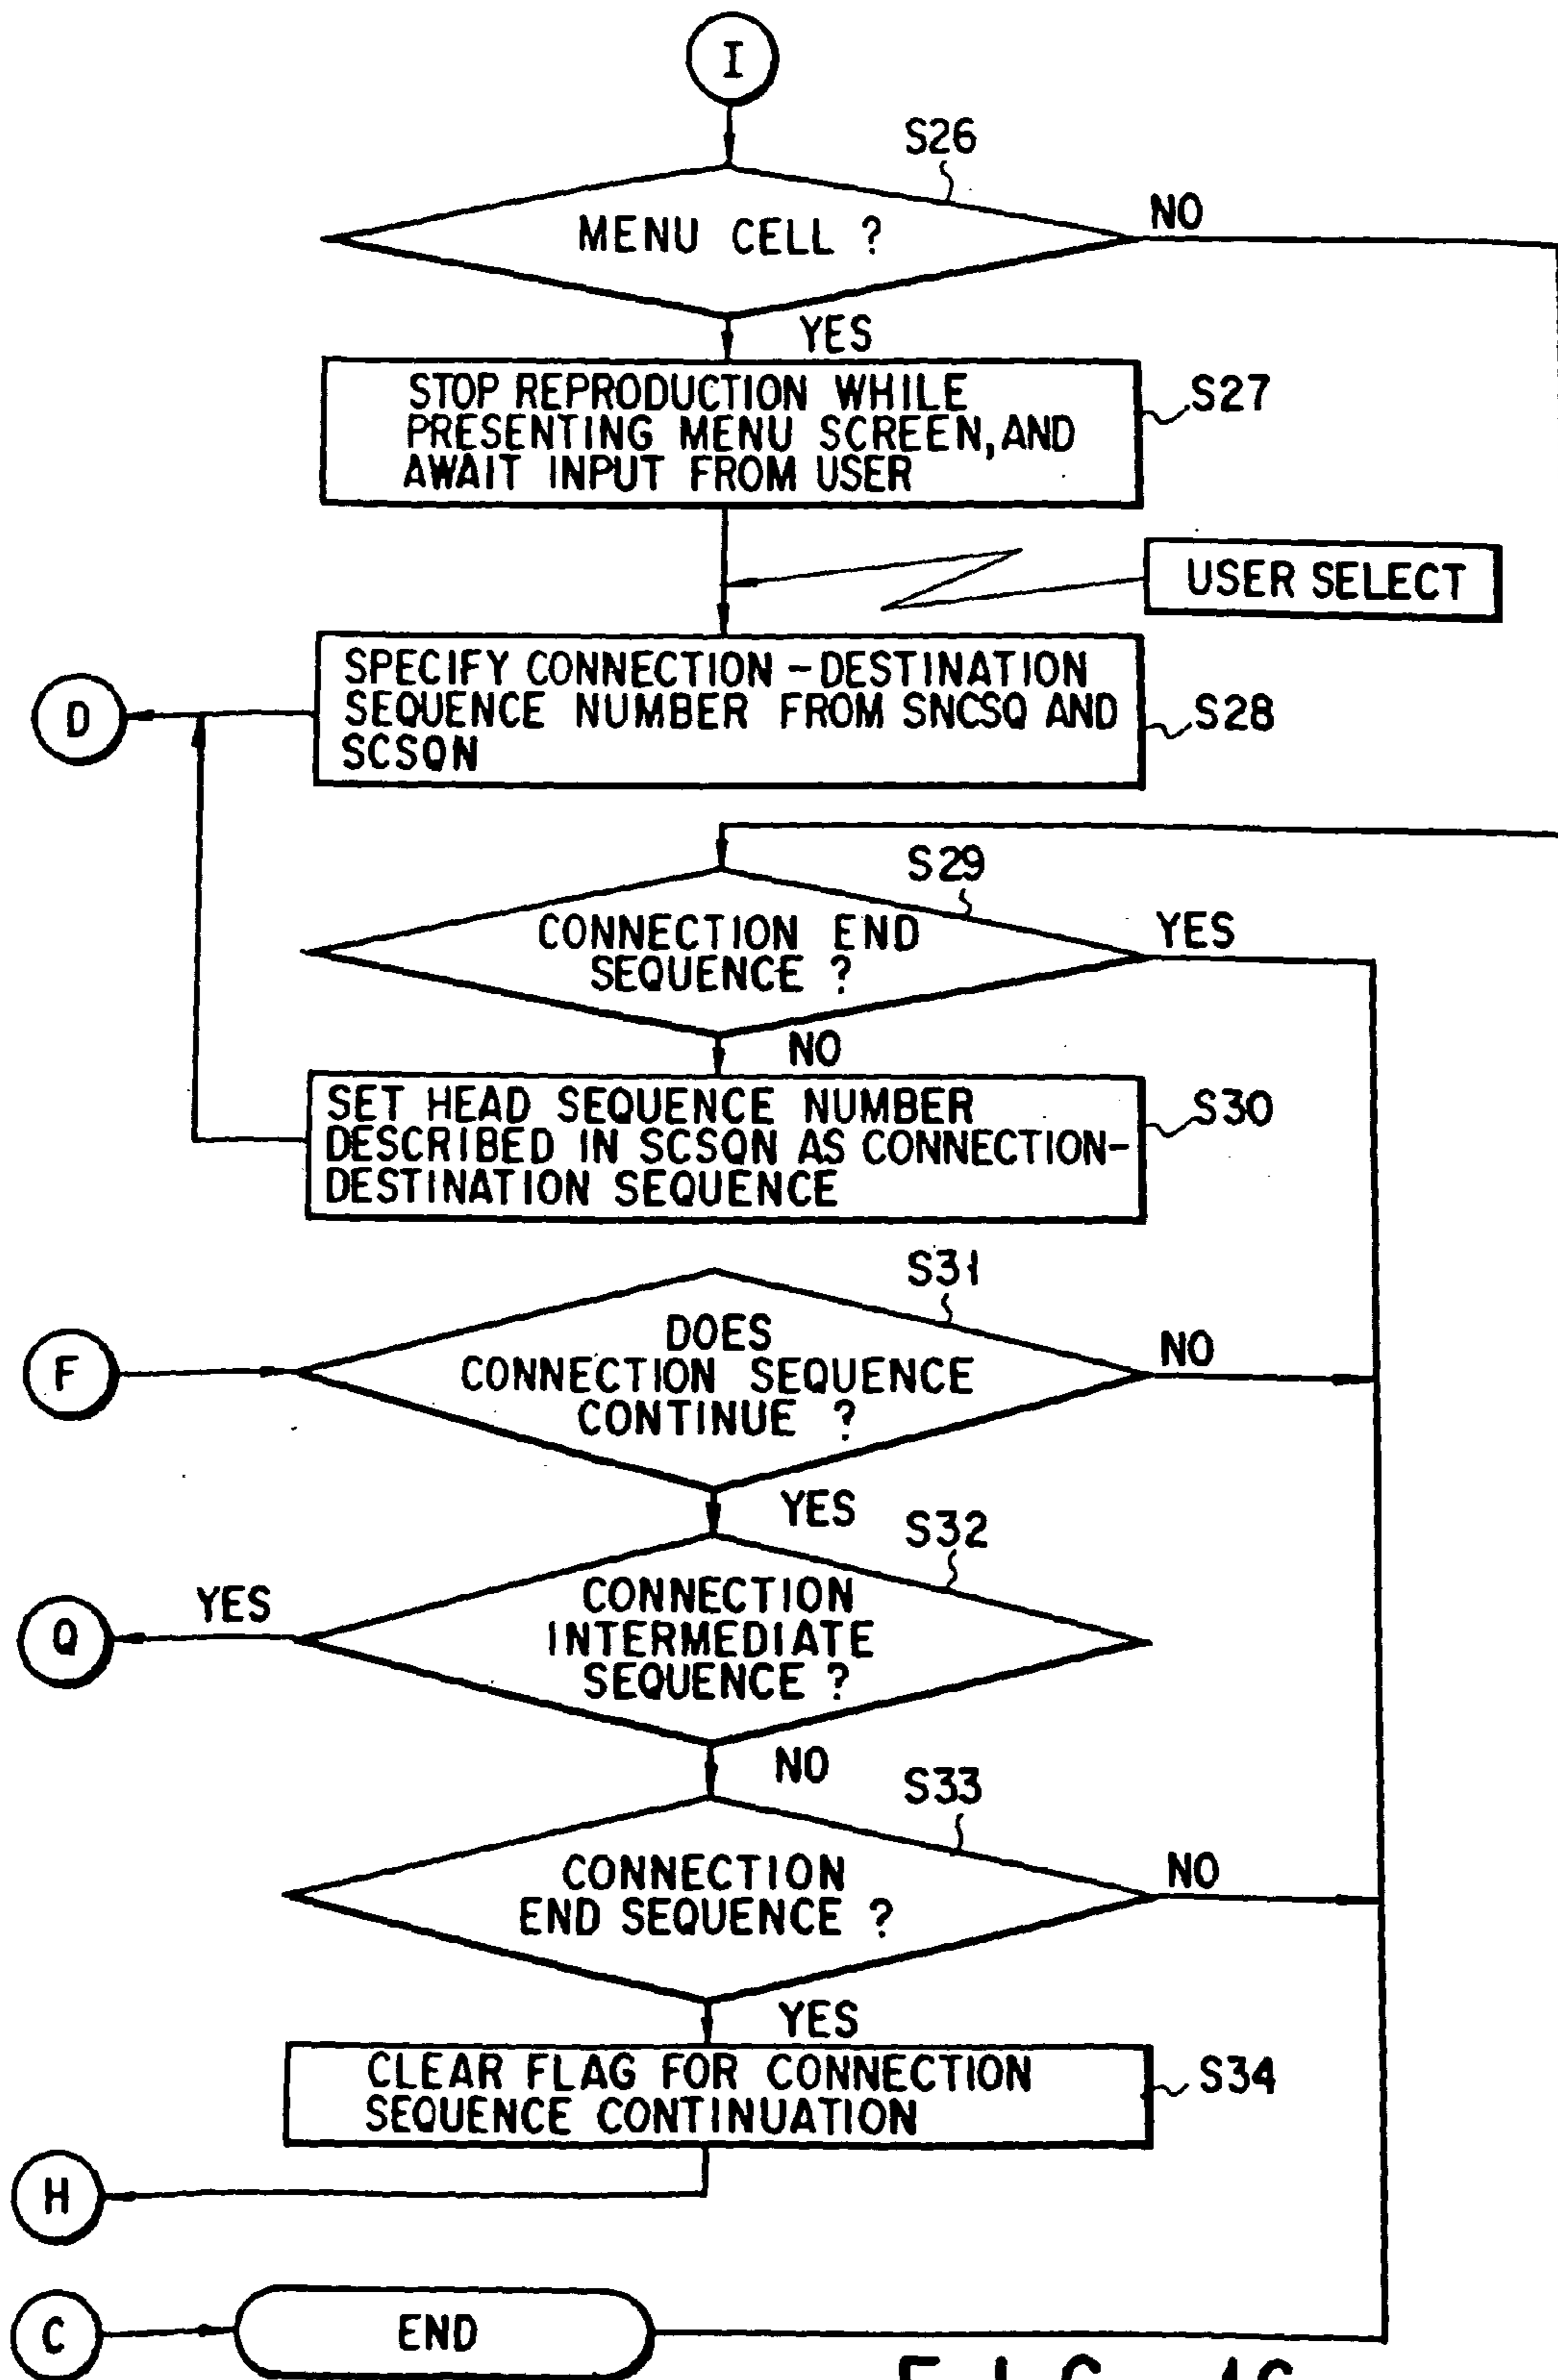 I
S26
MENU CELL ?
NO
YES
STOP REPRODUCTION WHILE
PRESENTING MENU SCREEN, AND
AWAIT INPUT FROM USER
S27
USER SELECT
SPECIFY CONNECTION-DESTINATION
SEQUENCE NUMBER FROM SNCSQ AND
SCSQN
S28
D
S29
CONNECTION END
SEQUENCE ?
YES
NO
SET HEAD SEQUENCE NUMBER
DESCRIBED IN SCSQN AS CONNECTION-
DESTINATION SEQUENCE
S30
S31
DOES
CONNECTION SEQUENCE
CONTINUE ?
NO
F
YES
S32
CONNECTION
INTERMEDIATE
SEQUENCE ?
YES
Q
NO
S33
CONNECTION
END SEQUENCE ?
NO
YES
CLEAR FLAG FOR CONNECTION
SEQUENCE CONTINUATION
S34
H
C
END